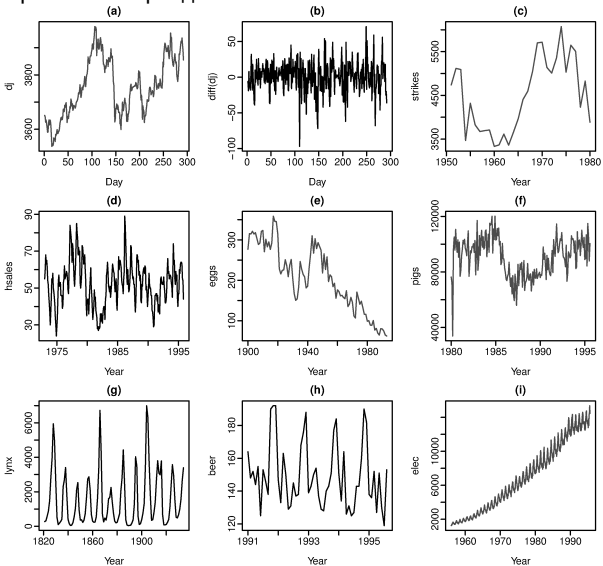 (a)
dj
3600 3800
0 50 100 150 200 250 300
Day
(b)
diff(dj)
-100 -50 0 50
0 50 100 150 200 250 300
Day
(c)
strikes
3500 4500 5500
1950 1960 1970 1980
Year
(d)
hsales
30 50 70 90
1975 1985 1995
Year
(e)
eggs
100 200 300
1900 1940 1980
Year
(f)
pigs
40000 80000 120000
1980 1985 1990 1995
Year
(g)
lynx
0 2000 4000 6000
1820 1860 1900
Year
(h)
beer
120 140 160 180
1991 1993 1995
Year
(i)
elec
2000 6000 10000
1960 1970 1980 1990
Year